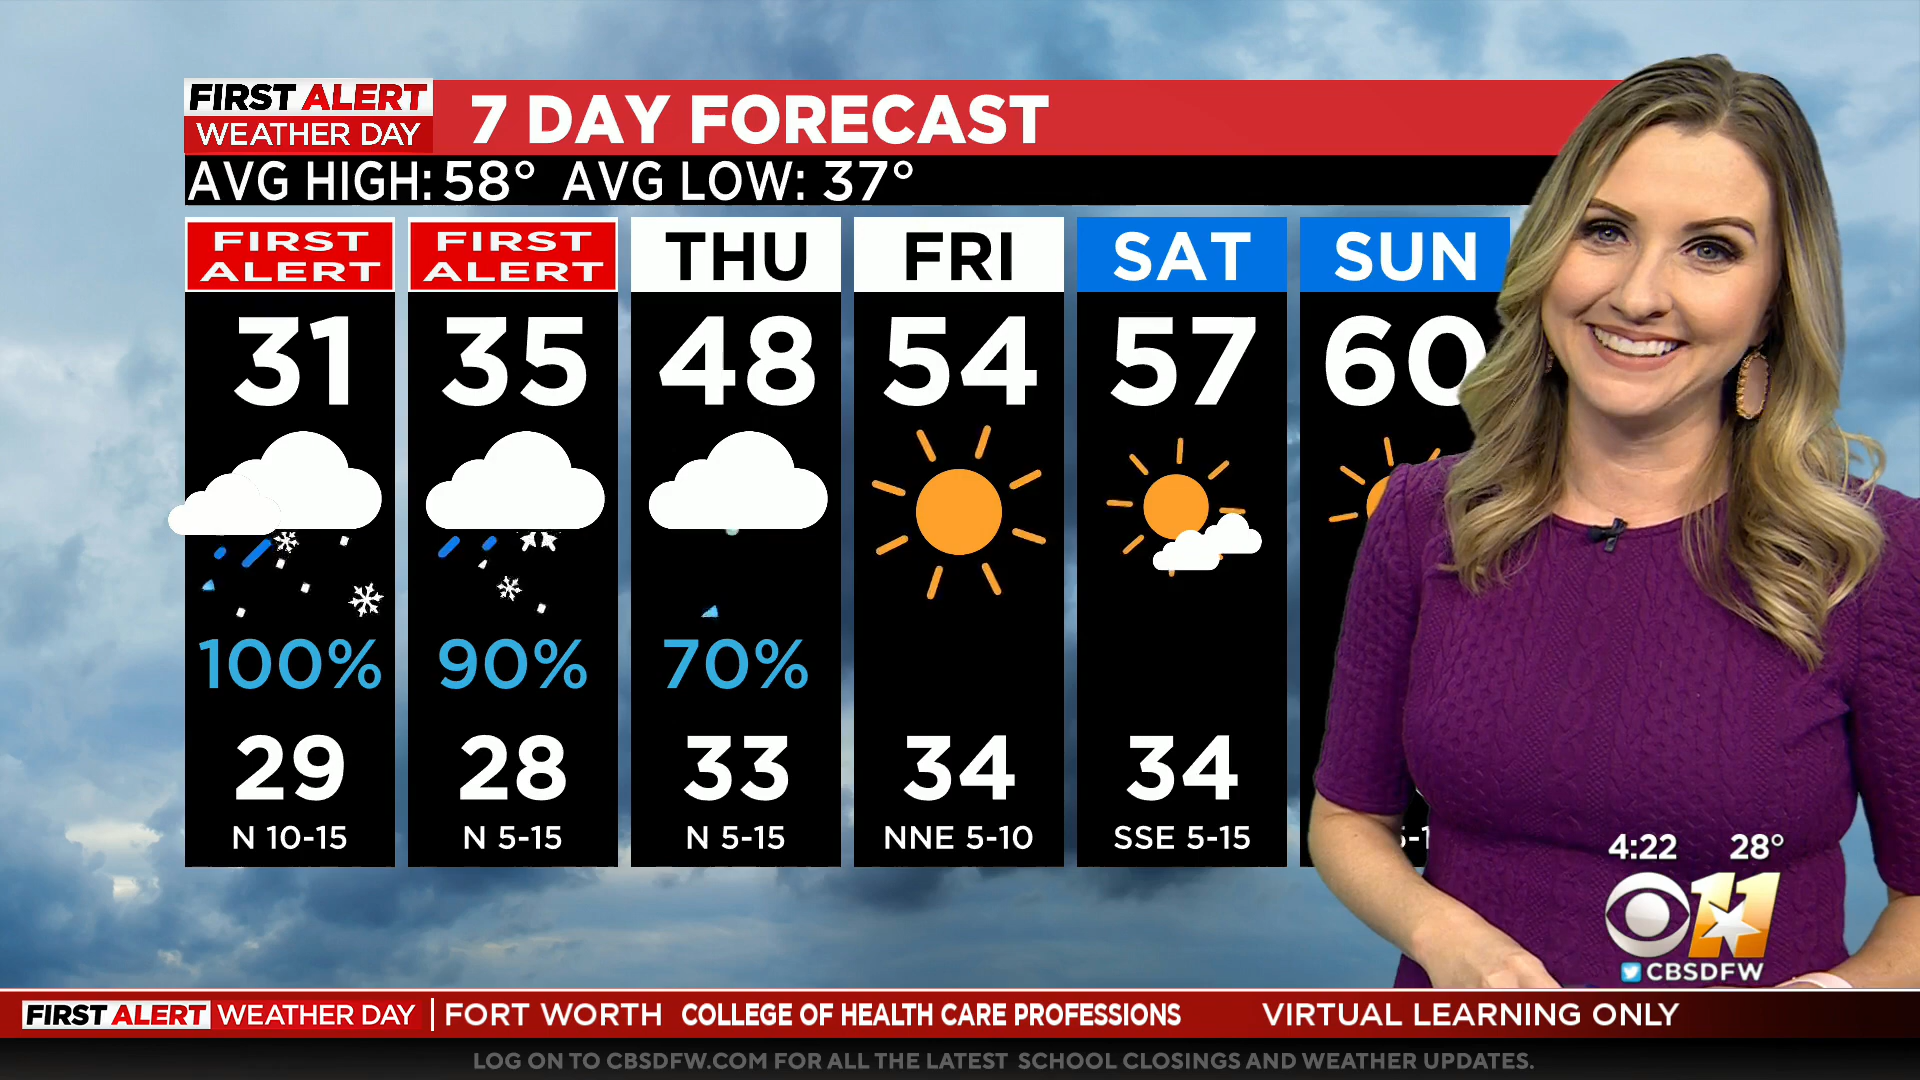 FIRST ALERT
WEATHER DAY
7 DAY FORECAST
AVG HIGH: 58° AVG LOW: 37°
FIRST
ALERT
31
100%
29
N 10-15
FIRST
ALERT
35
90%
28
N 5-15
THU
48
70%
33
N 5-15
FRI
54
34
NNE 5-10
SAT
57
34
SSE 5-15
SUN
60
4:22 28°
11
CBSDFW
FIRST ALERT WEATHER DAY | FORT WORTH COLLEGE OF HEALTH CARE PROFESSIONS VIRTUAL LEARNING ONLY
LOG ON TO CBSDFW.COM FOR ALL THE LATEST SCHOOL CLOSINGS AND WEATHER UPDATES.